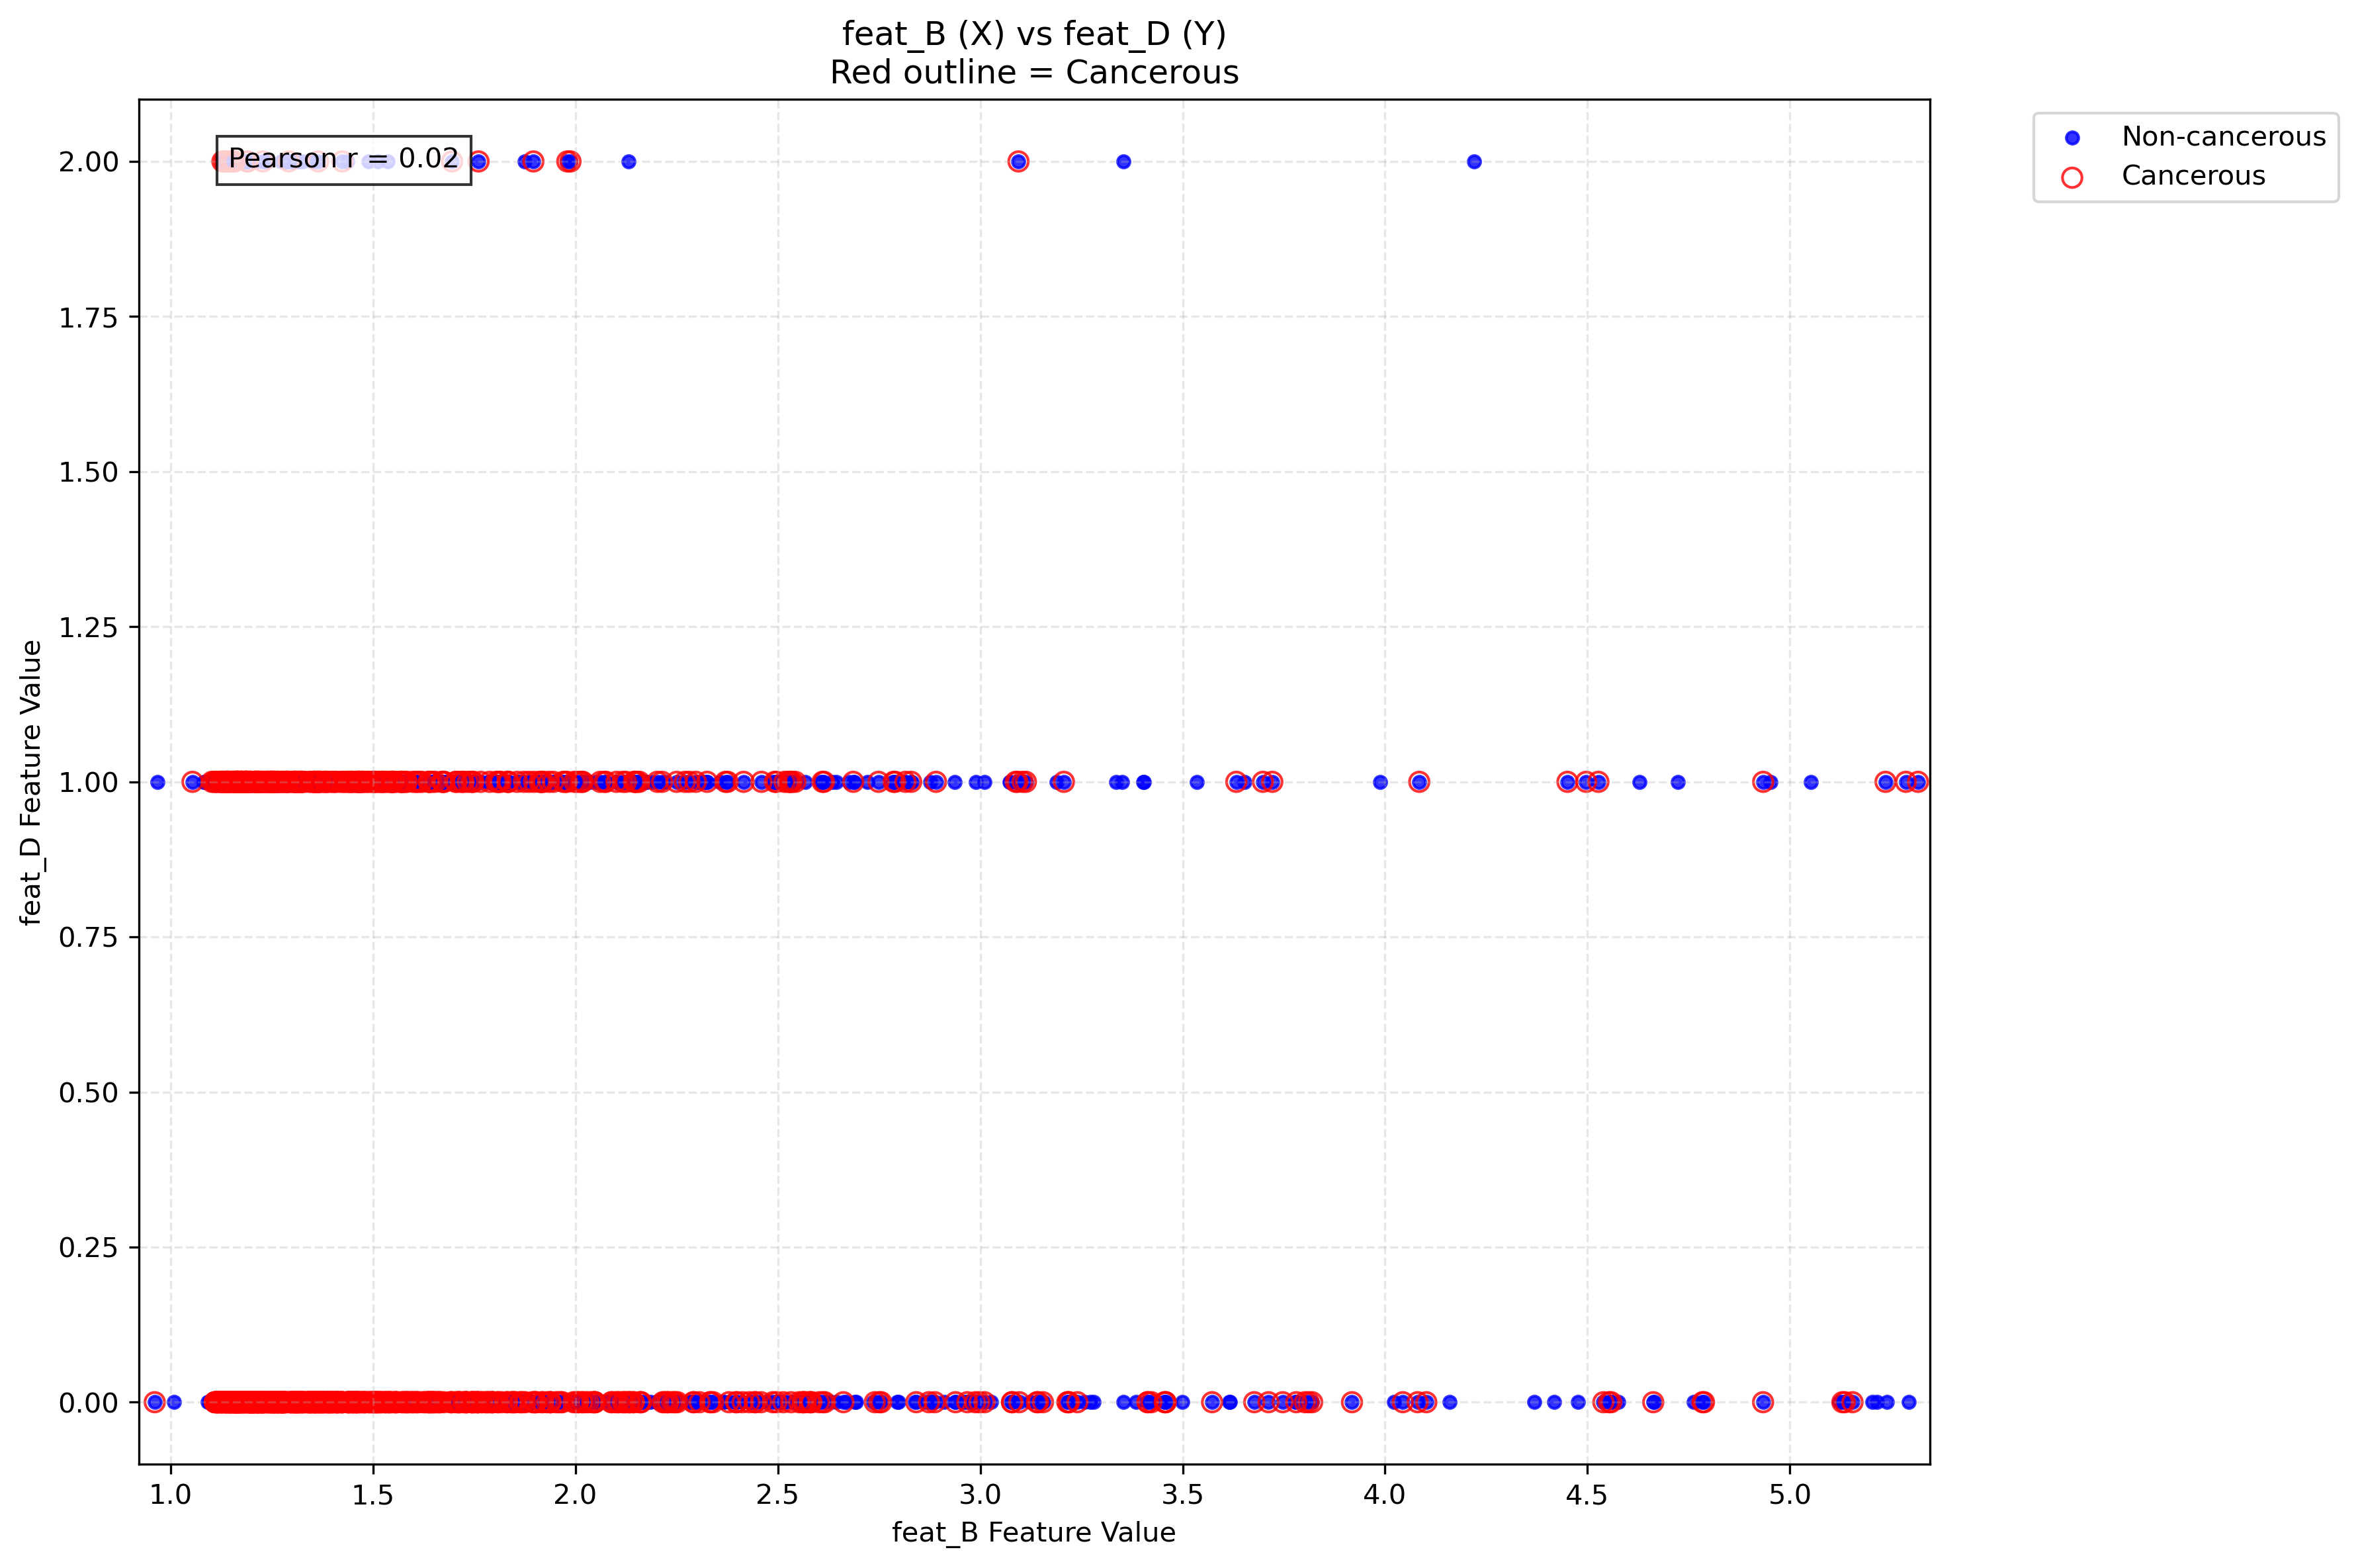 feat_B (X) vs feat_D (Y)
Red outline = Cancerous
Non-cancerous
Cancerous
Pearson r = 0.02
feat_D Feature Value
2.00
1.75
1.50
1.25
1.00
0.75
0.50
0.25
0.00
1.0 1.5 2.0 2.5 3.0 3.5 4.0 4.5 5.0
feat_B Feature Value